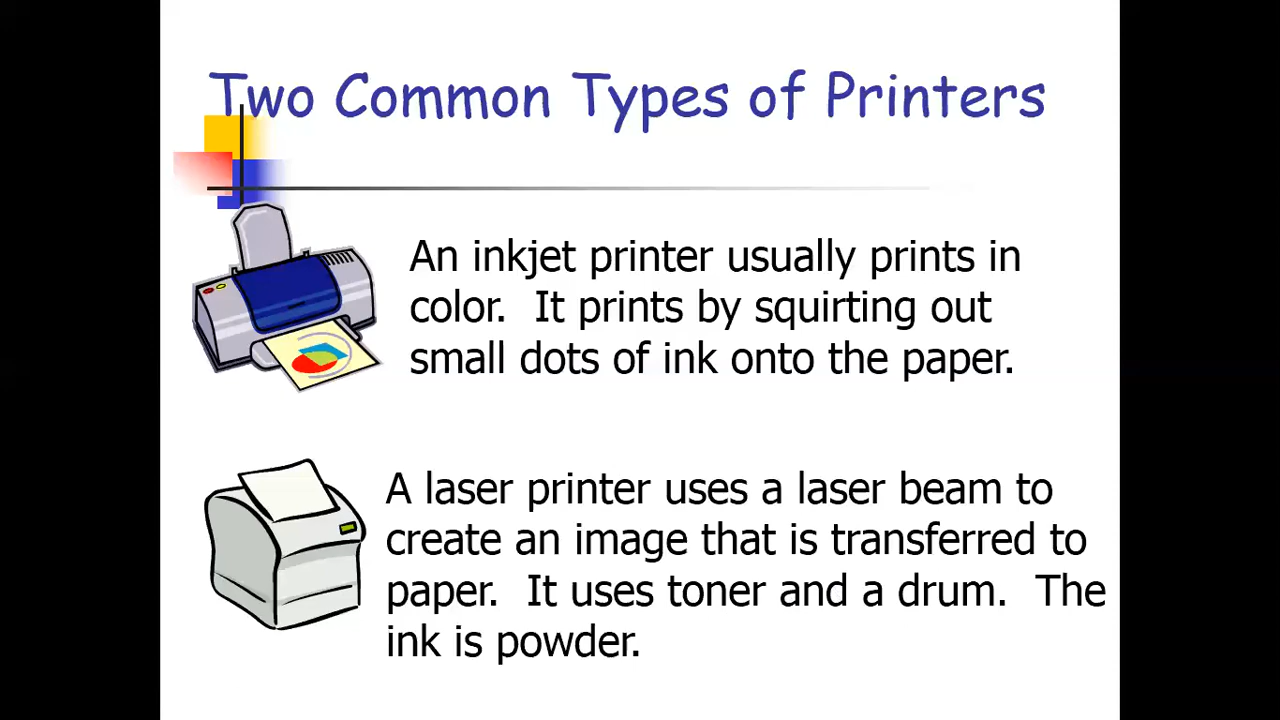 Two Common Types of Printers
An inkjet printer usually prints in
color.  It prints by squirting out
small dots of ink onto the paper.
A laser printer uses a laser beam to
create an image that is transferred to
paper.  It uses toner and a drum.  The
ink is powder.